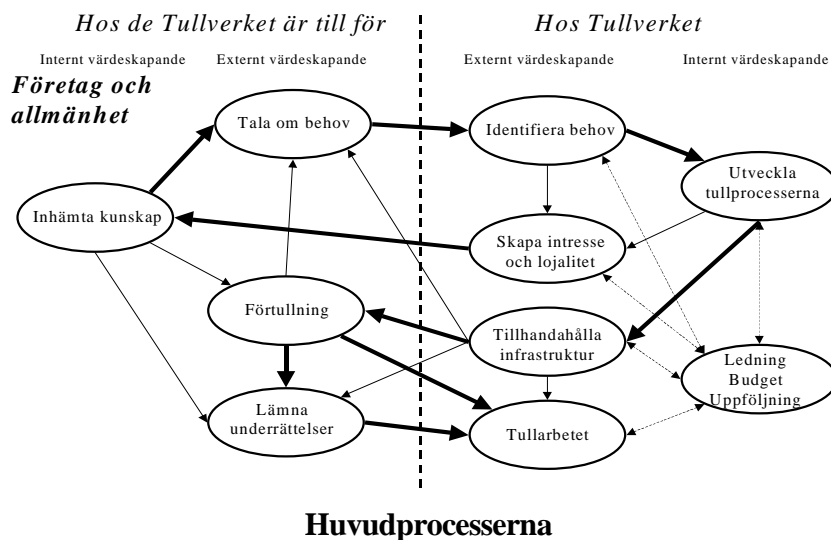 Hos de Tullverket är till för
Hos Tullverket
Internt värdeskapande
Externt värdeskapande
Externt värdeskapande
Internt värdeskapande
Företag och
allmänhet
Tala om behov
Identifiera behov
Utveckla
tullprocesserna
Inhämta kunskap
Skapa intresse
och lojalitet
Förtullning
Tillhandahålla
infrastruktur
Ledning
Budget
Uppföljning
Lämna
underrättelser
Tullarbetet
Huvudprocesserna